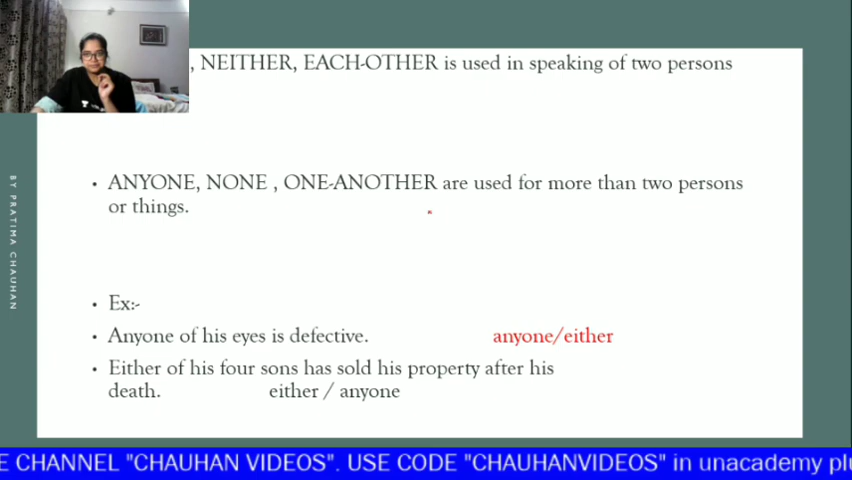 , NEITHER, EACH-OTHER is used in speaking of two persons
BY PRATIMA CHAUHAN
• ANYONE, NONE , ONE-ANOTHER are used for more than two persons
or things.
• Ex:-
• Anyone of his eyes is defective. anyone/either
• Either of his four sons has sold his property after his
death. either / anyone
E CHANNEL "CHAUHAN VIDEOS". USE CODE "CHAUHANVIDEOS" in unacademy plu